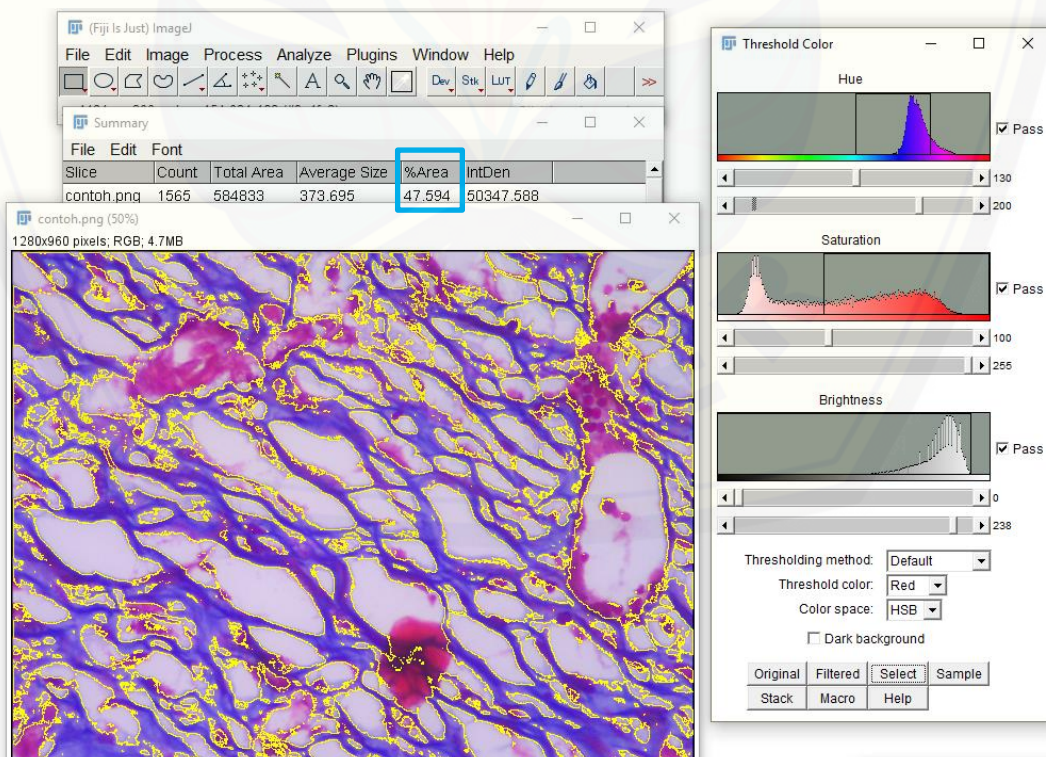 (Fiji Is Just) ImageJ
File Edit Image Process Analyze Plugins Window Help
Dev Stk LUT >>
Summary
File Edit Font
Slice Count Total Area Average Size %Area IntDen
contoh.png 1565 584833 373.695 47.594 50347.588
contoh.png (50%)
1280x960 pixels; RGB; 4.7MB
Threshold Color
Hue
Pass
130
200
Saturation
Pass
100
255
Brightness
Pass
0
238
Thresholding method: Default
Threshold color: Red
Color space: HSB
Dark background
Original Filtered Select Sample
Stack Macro Help